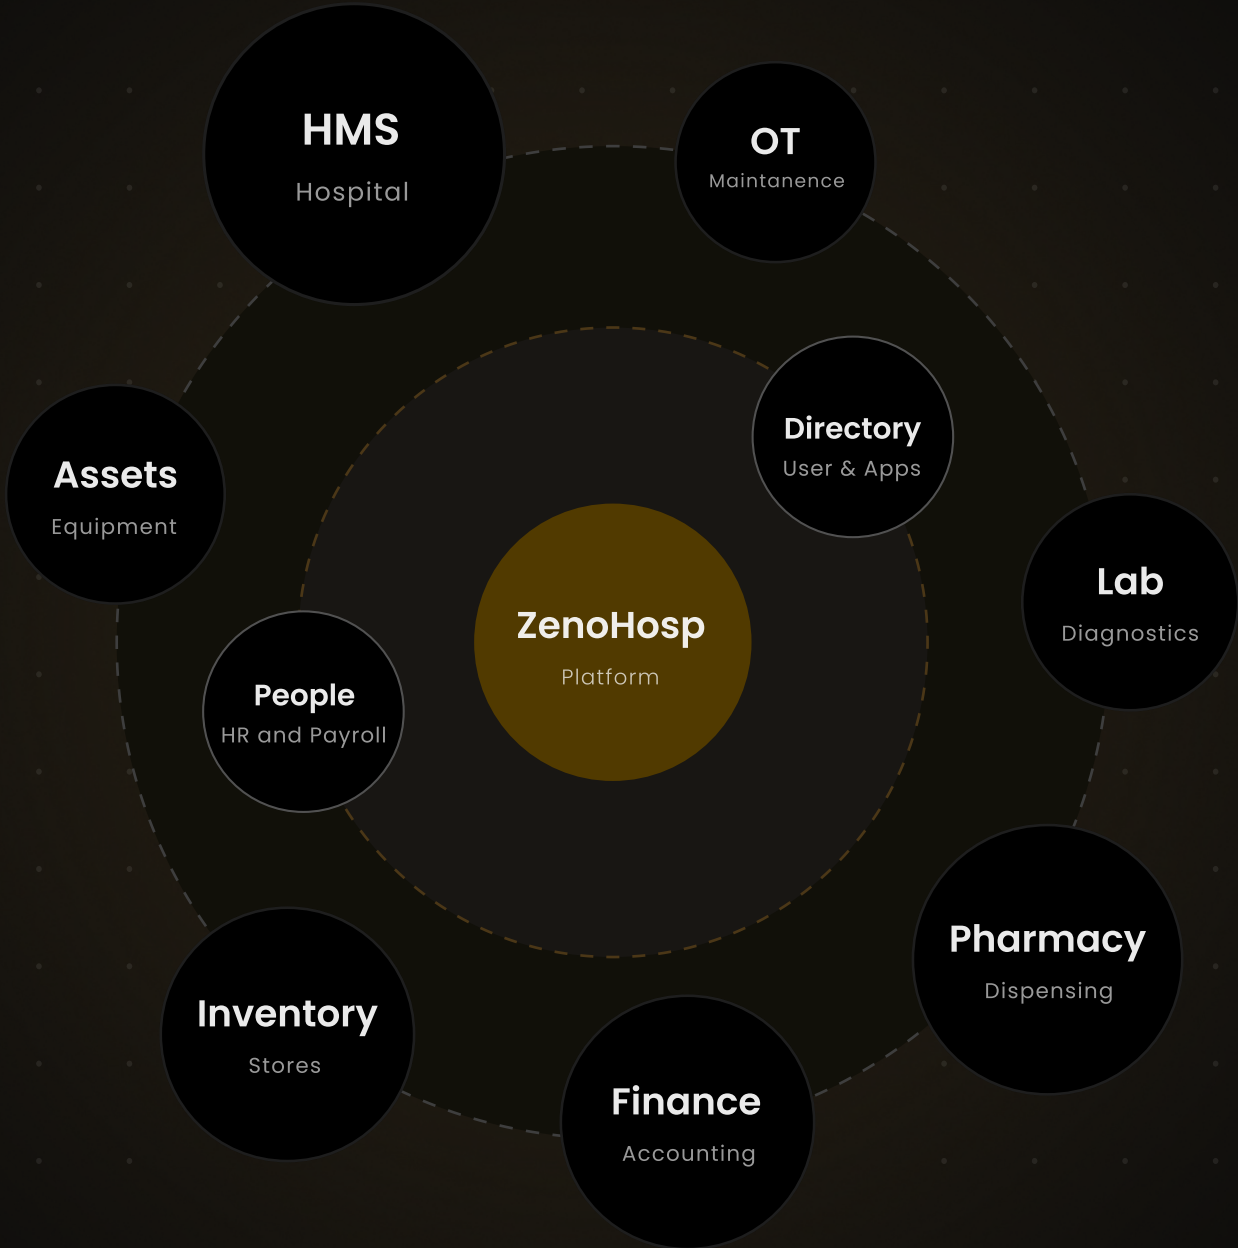 HMS
Hospital
OT
Maintanence
Directory
User & Apps
Assets
Equipment
Lab
Diagnostics
ZenoHosp
Platform
People
HR and Payroll
Pharmacy
Dispensing
Inventory
Stores
Finance
Accounting